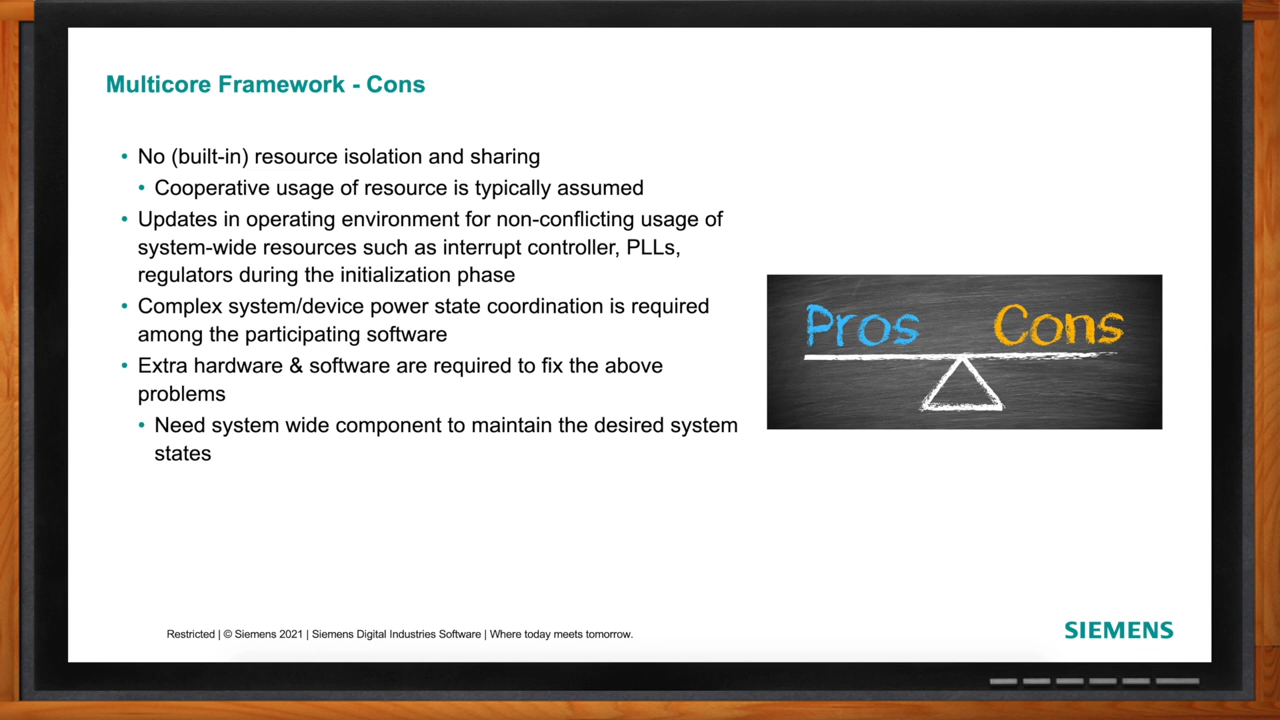 Multicore Framework - Cons
• No (built-in) resource isolation and sharing
• Cooperative usage of resource is typically assumed
• Updates in operating environment for non-conflicting usage of
system-wide resources such as interrupt controller, PLLs,
regulators during the initialization phase
• Complex system/device power state coordination is required
among the participating software
• Extra hardware & software are required to fix the above
problems
• Need system wide component to maintain the desired system
states
Pros Cons
Restricted | © Siemens 2021 | Siemens Digital Industries Software | Where today meets tomorrow.
SIEMENS